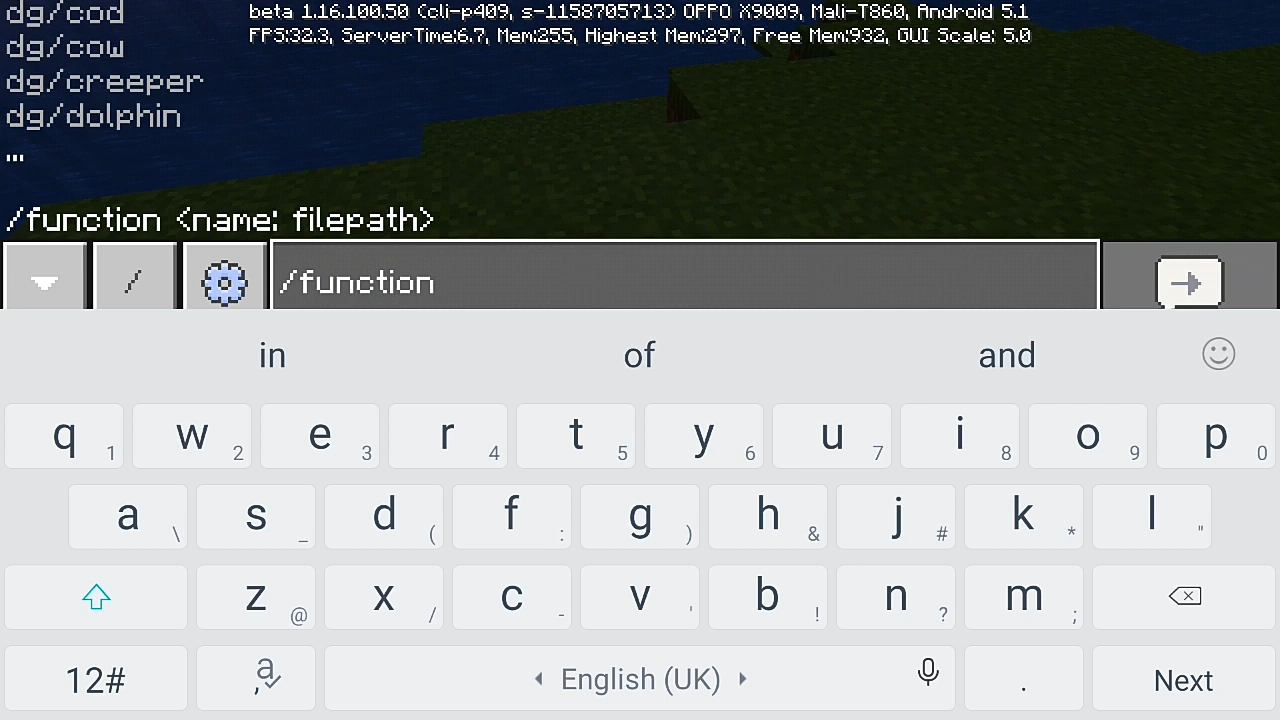 dg/cod
beta 1.16.100.50 (cli-p409, s-1158705713) OPPO X9009, Mali-T860, Android 5.1
FPS:32.3, ServerTime:6.7, Mem:255, Highest Mem:297, Free Mem:932, GUI Scale: 5.0
dg/cow
dg/creeper
dg/dolphin
...
/function <name: filepath>
/ /function
in of and
q 1 w 2 e 3 r 4 t 5 y 6 u 7 i 8 o 9 p 0
a \ s _ d ( f : g ) h & j # k * l "
z @ x / c - v ' b ! n ? m ;
12# a , English (UK) . Next